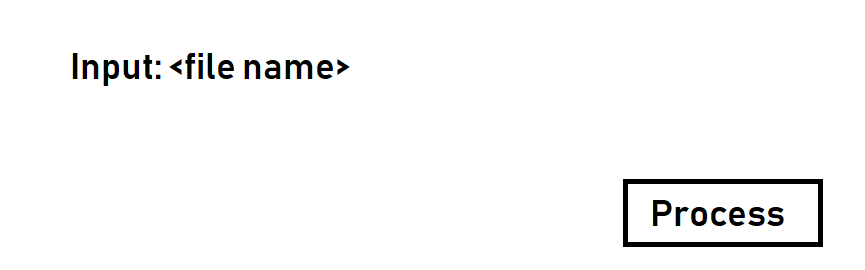 Input: <file name>
Process